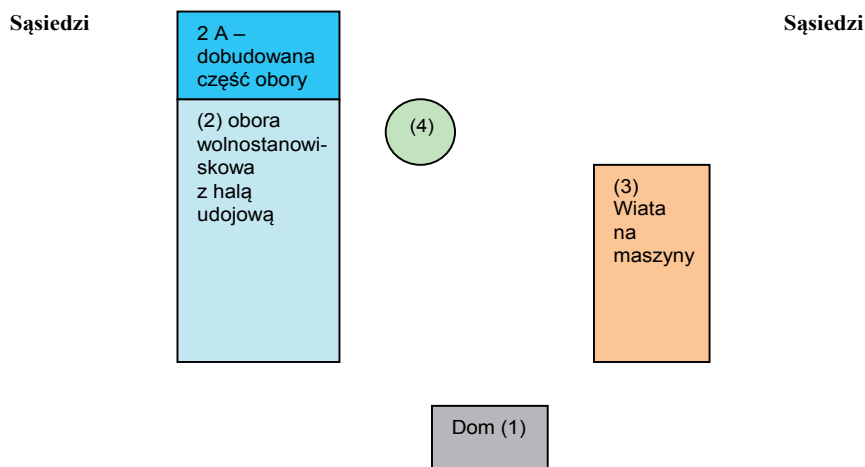 Sąsiedzi
Sąsiedzi
2 A –
dobudowana
część obory
(2) obora
wolnostanowi-
skowa
z halą
udojową
(4)
(3)
Wiata
na
maszyny
Dom (1)